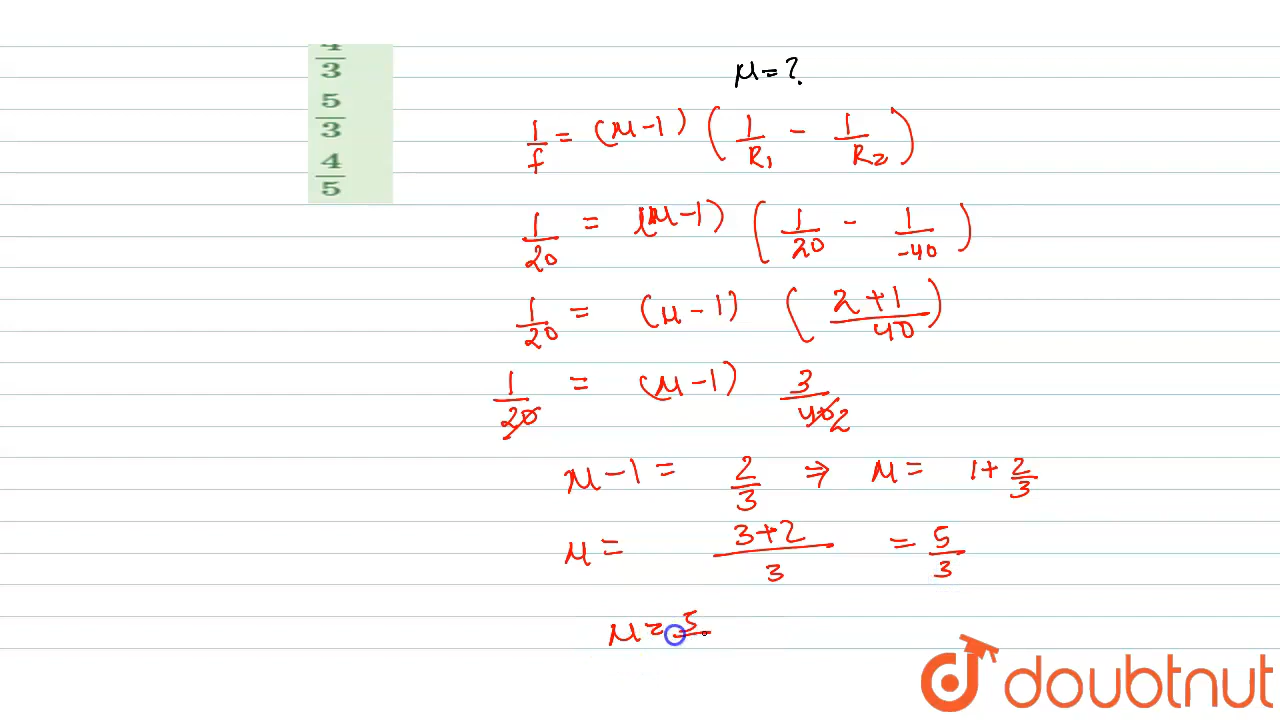 4/3
5/3
4/5
μ = ?
1/f = (μ-1) (1/R₁ - 1/R₂)
1/20 = (μ-1) (1/20 - 1/-40)
1/20 = (μ-1) ((2+1)/40)
1/20 = (μ-1) 3/40 2
μ-1 = 2/3 ⇒ μ = 1+2/3
μ = (3+2)/3 = 5/3
μ = 5/
doubtnut